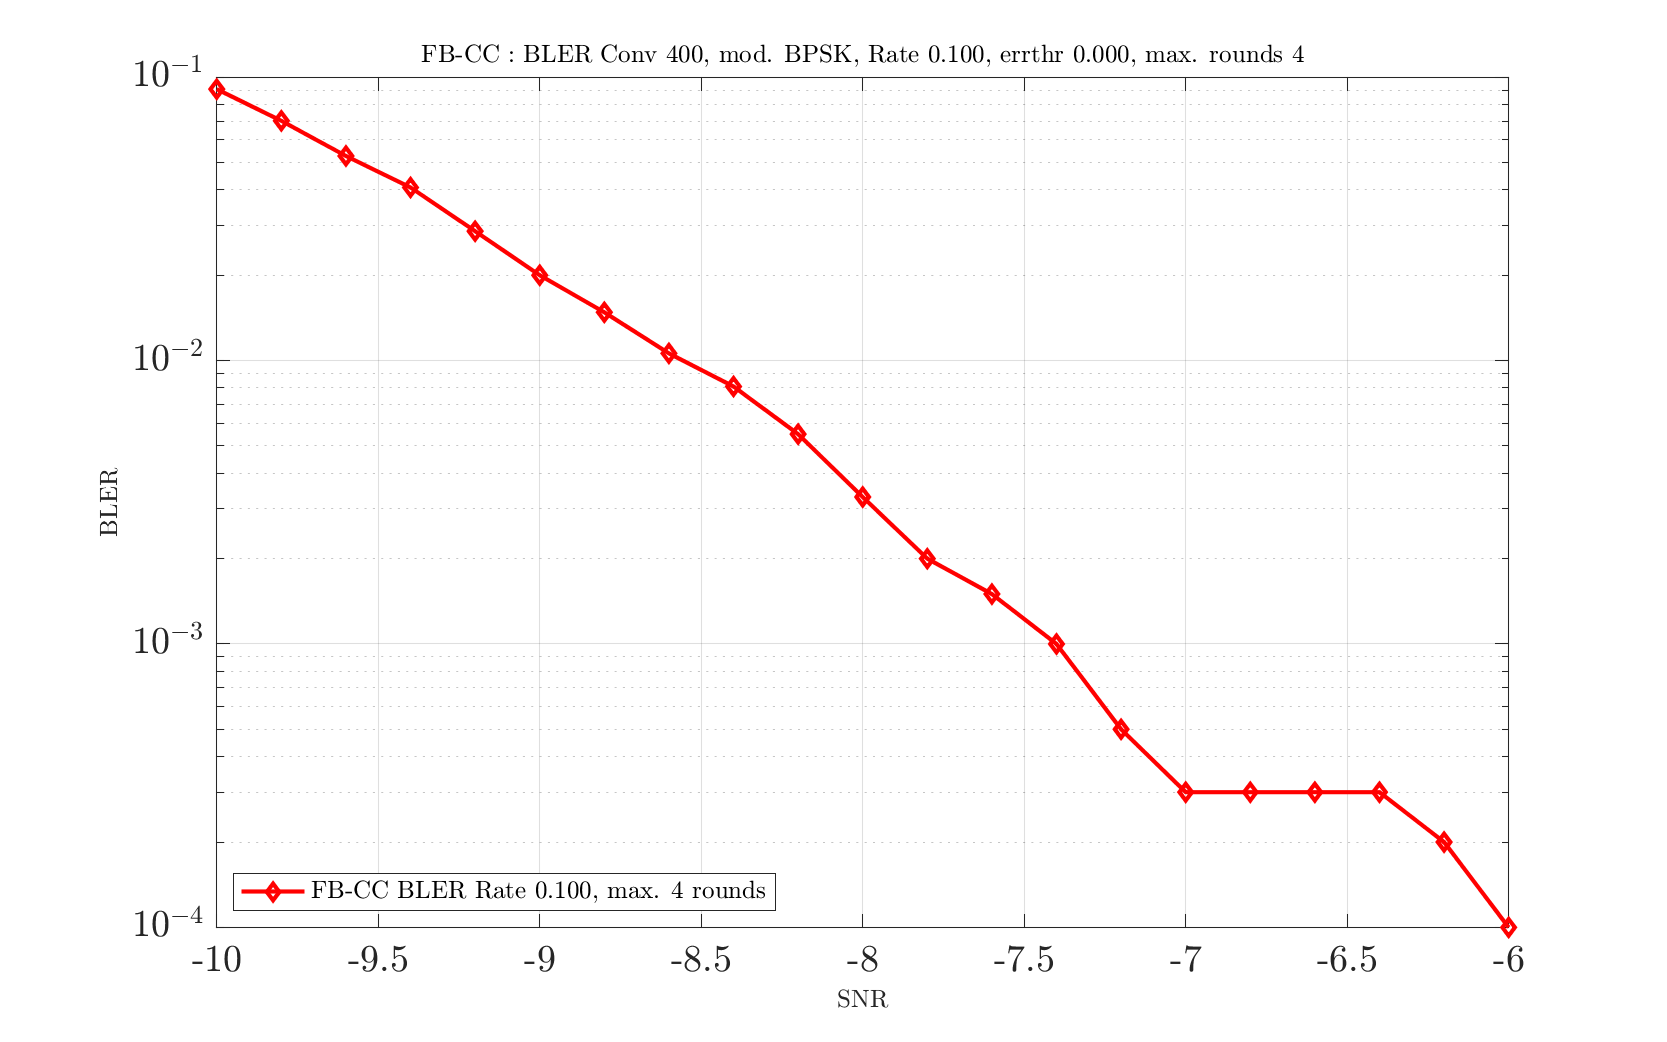 FB-CC : BLER Conv 400, mod. BPSK, Rate 0.100, errthr 0.000, max. rounds 4
10⁻¹
10⁻²
10⁻³
10⁻⁴
BLER
FB-CC BLER Rate 0.100, max. 4 rounds
-10 -9.5 -9 -8.5 -8 -7.5 -7 -6.5 -6
SNR